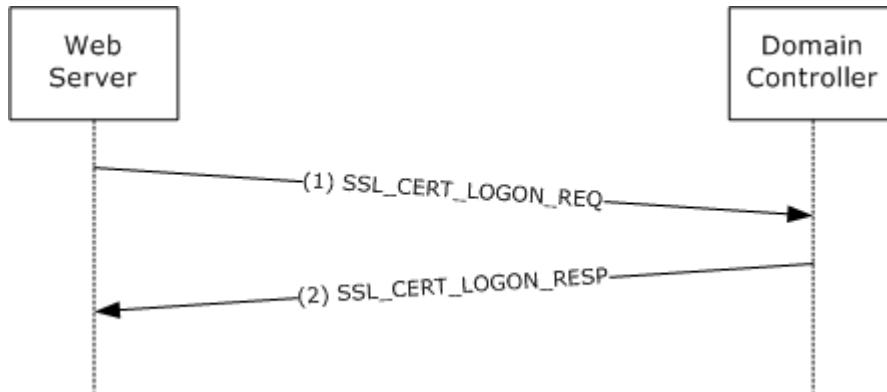 Web
Server
Domain
Controller
(1) SSL_CERT_LOGON_REQ
(2) SSL_CERT_LOGON_RESP